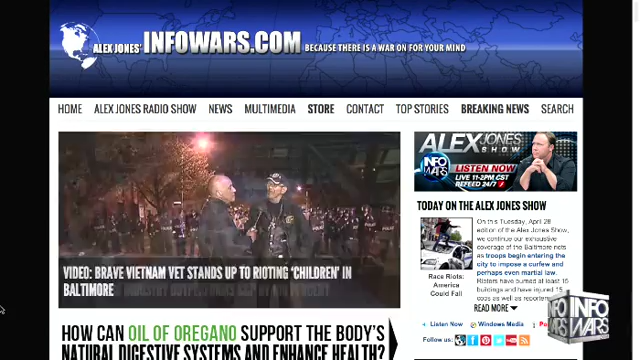 ALEX JONES' INFOWARS.COM BECAUSE THERE IS A WAR ON FOR YOUR MIND
HOME ALEX JONES RADIO SHOW NEWS MULTIMEDIA STORE CONTACT TOP STORIES BREAKING NEWS SEARCH
VIDEO: BRAVE VIETNAM VET STANDS UP TO RIOTING 'CHILDREN' IN
BALTIMORE
HOW CAN OIL OF OREGANO SUPPORT THE BODY'S
NATURAL DIGESTIVE SYSTEMS AND ENHANCE HEALTH?
ALEX JONES
SHOW
INFO
WARS
LISTEN NOW
LIVE 11-2PM CST
REFEED 24/7
TODAY ON THE ALEX JONES SHOW
On this Tuesday, April 28
edition of the Alex Jones Show,
we continue our exhaustive
coverage of the Baltimore riots
as troops begin entering the
city to impose a curfew and
perhaps even martial law.
Rioters have burned at least 15
buildings and have injured 15
cops as well as reporters
READ MORE
Race Riots:
America
Could Fall
Listen Now Windows Media
Follow us:
INFO
WARS